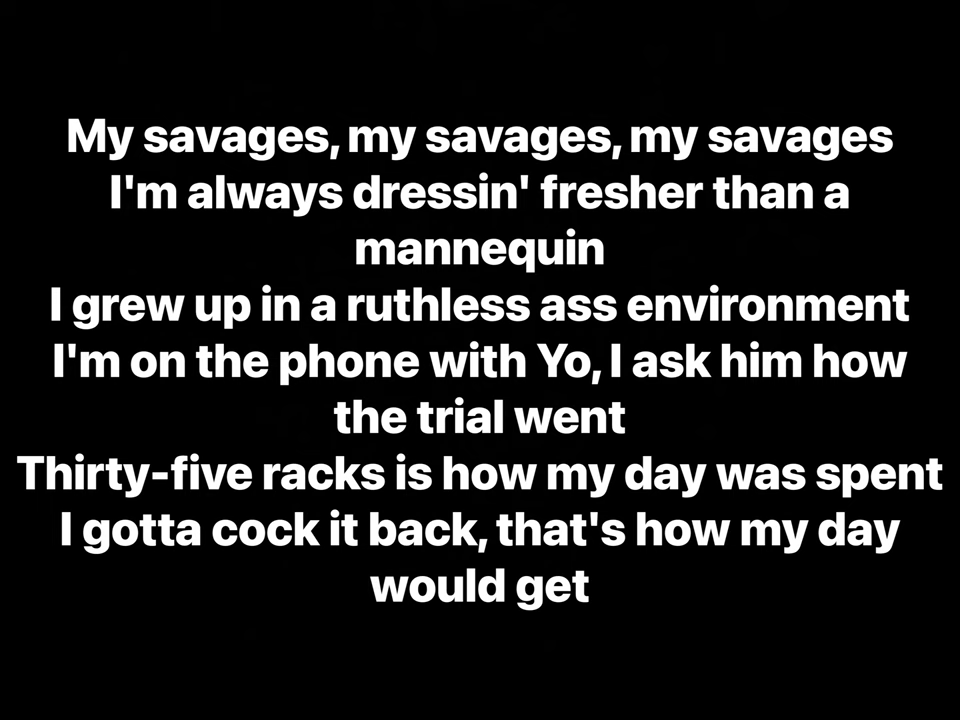 My savages, my savages, my savages
I'm always dressin' fresher than a
mannequin
I grew up in a ruthless ass environment
I'm on the phone with Yo, I ask him how
the trial went
Thirty-five racks is how my day was spent
I gotta cock it back, that's how my day
would get